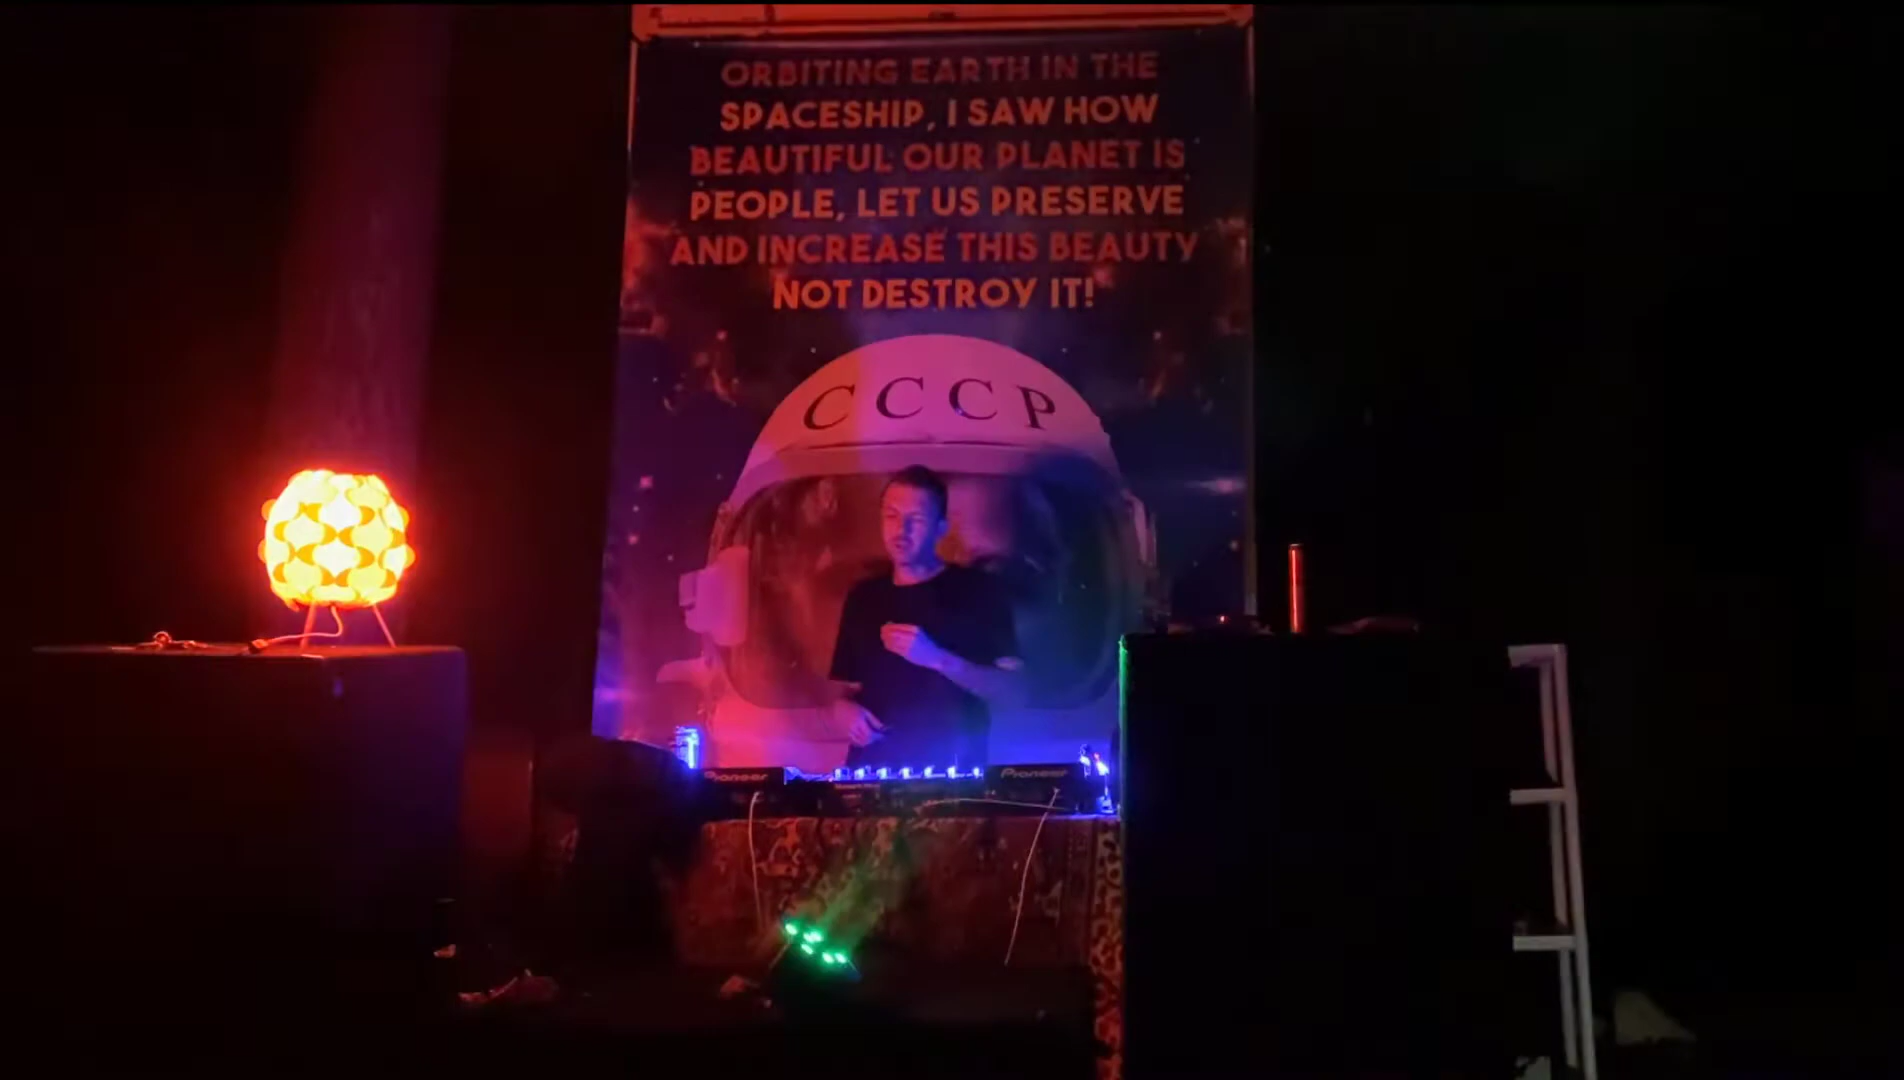 ORBITING EARTH IN THE
SPACESHIP, I SAW HOW
BEAUTIFUL OUR PLANET IS
PEOPLE, LET US PRESERVE
AND INCREASE THIS BEAUTY
NOT DESTROY IT!
СССР
Pioneer
Pioneer